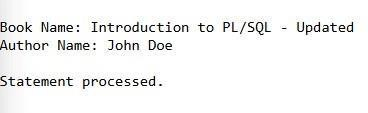 Book Name: Introduction to PL/SQL - Updated
Author Name: John Doe
Statement processed.